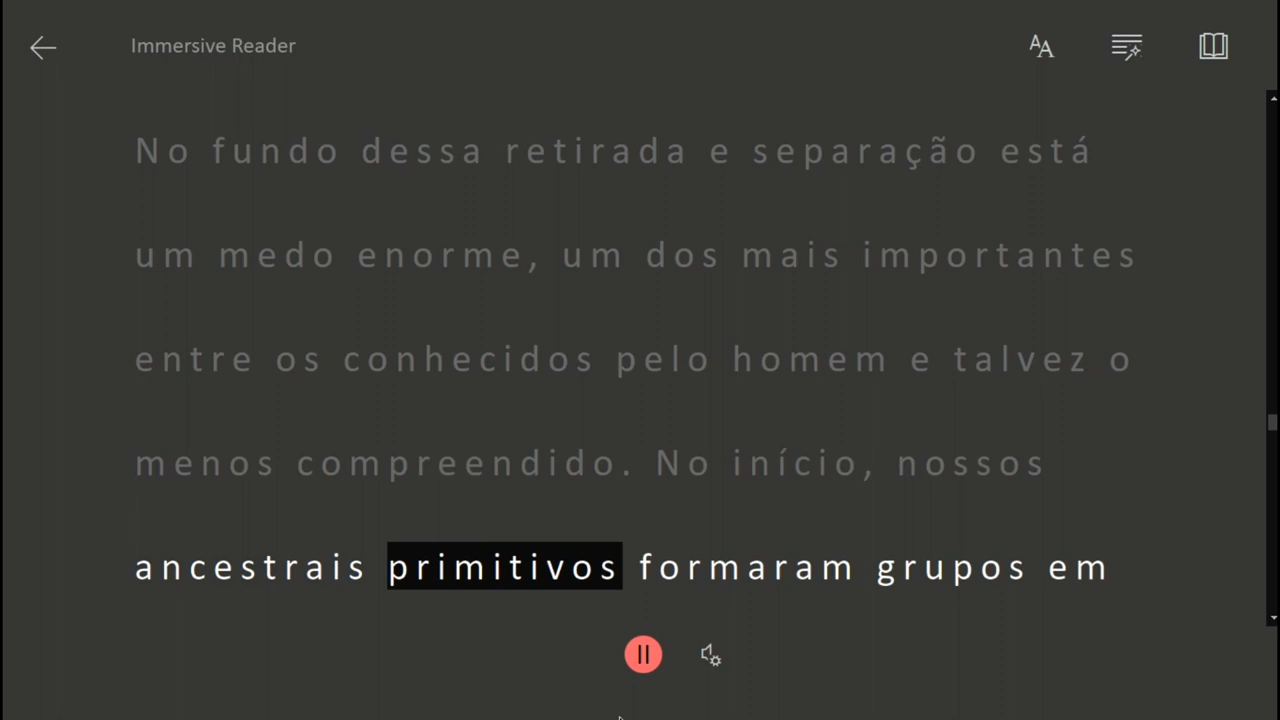 Immersive Reader
No fundo dessa retirada e separação está
um medo enorme, um dos mais importantes
entre os conhecidos pelo homem e talvez o
menos compreendido. No início, nossos
ancestrais primitivos formaram grupos em